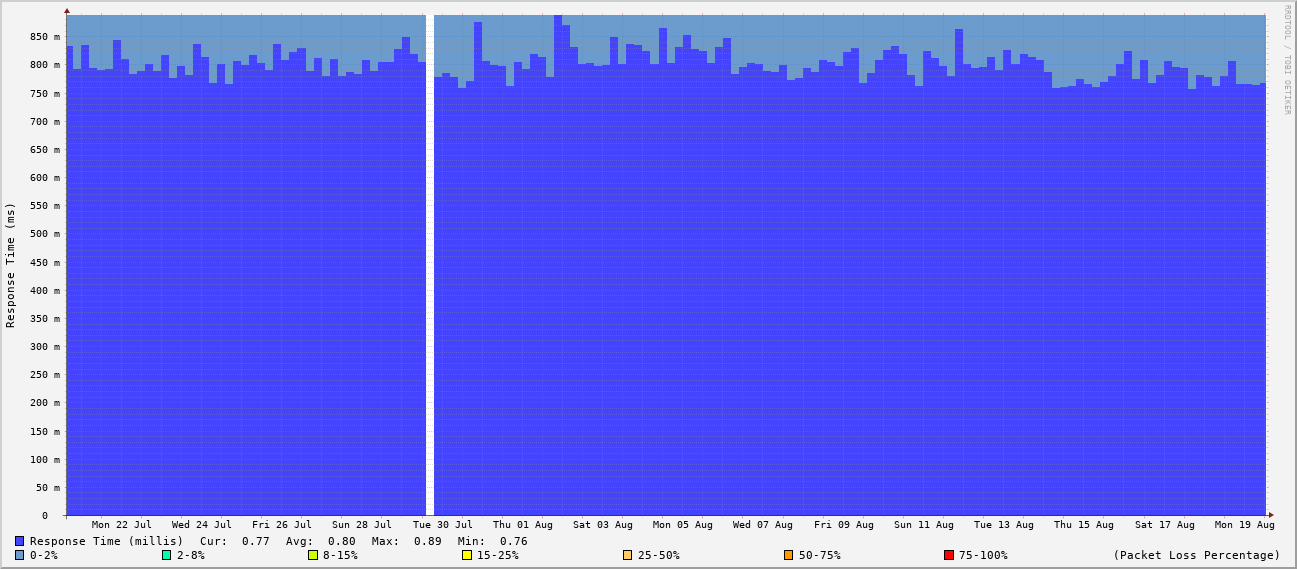 RRDTOOL / TOBI OETIKER
Response Time (ms)
850 m
800 m
750 m
700 m
650 m
600 m
550 m
500 m
450 m
400 m
350 m
300 m
250 m
200 m
150 m
100 m
50 m
0
Mon 22 Jul Wed 24 Jul Fri 26 Jul Sun 28 Jul Tue 30 Jul Thu 01 Aug Sat 03 Aug Mon 05 Aug Wed 07 Aug Fri 09 Aug Sun 11 Aug Tue 13 Aug Thu 15 Aug Sat 17 Aug Mon 19 Aug
Response Time (millis) Cur: 0.77 Avg: 0.80 Max: 0.89 Min: 0.76
0-2% 2-8% 8-15% 15-25% 25-50% 50-75% 75-100% (Packet Loss Percentage)